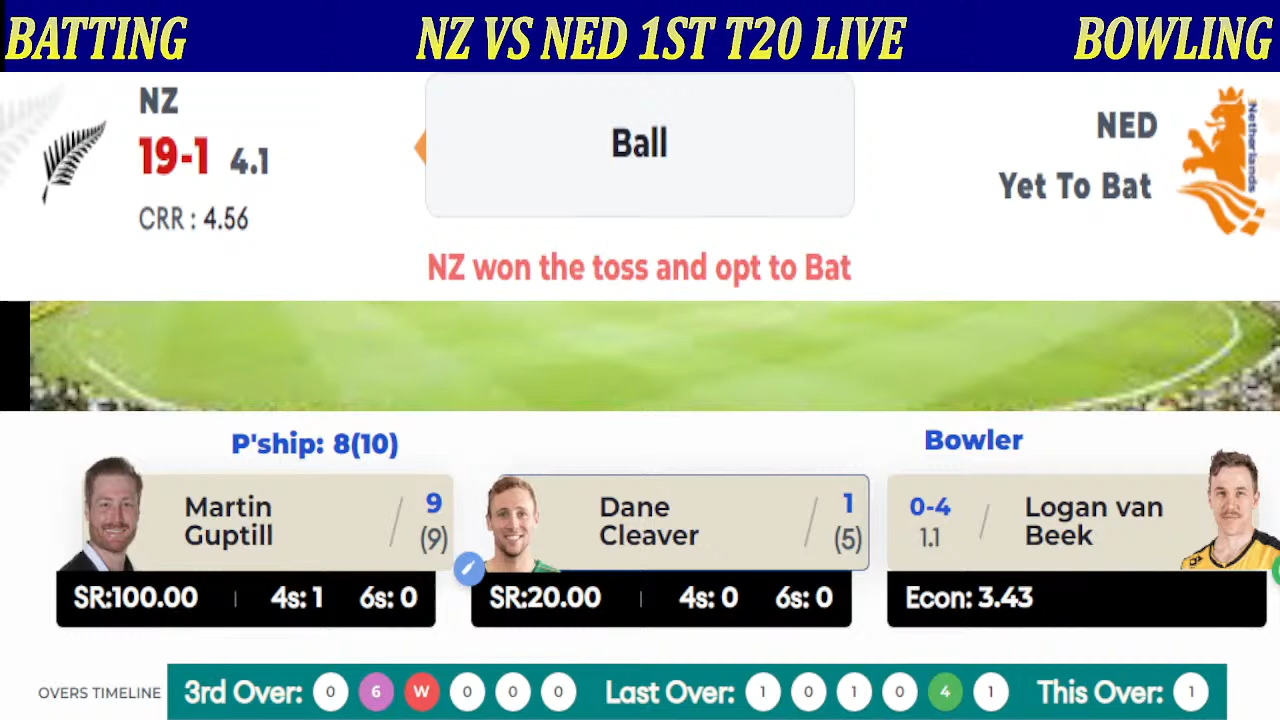 BATTING NZ VS NED 1ST T20 LIVE BOWLING
NZ
19-1 4.1
CRR : 4.56
Ball
NED
Yet To Bat
Netherlands
NZ won the toss and opt to Bat
P'ship: 8(10)
Bowler
Martin
Guptill
9
(9)
SR:100.00 4s: 1 6s: 0
Dane
Cleaver
1
(5)
SR:20.00 4s: 0 6s: 0
0-4
1.1
Logan van
Beek
Econ: 3.43
OVERS TIMELINE 3rd Over: 0 6 W 0 0 0 Last Over: 1 0 1 0 4 1 This Over: 1